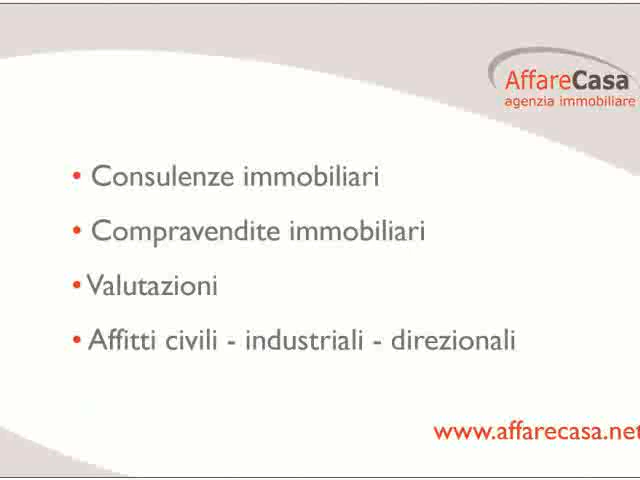 AffareCasa
agenzia immobiliare
• Consulenze immobiliari
• Compravendite immobiliari
• Valutazioni
• Affitti civili - industriali - direzionali
www.affarecasa.net